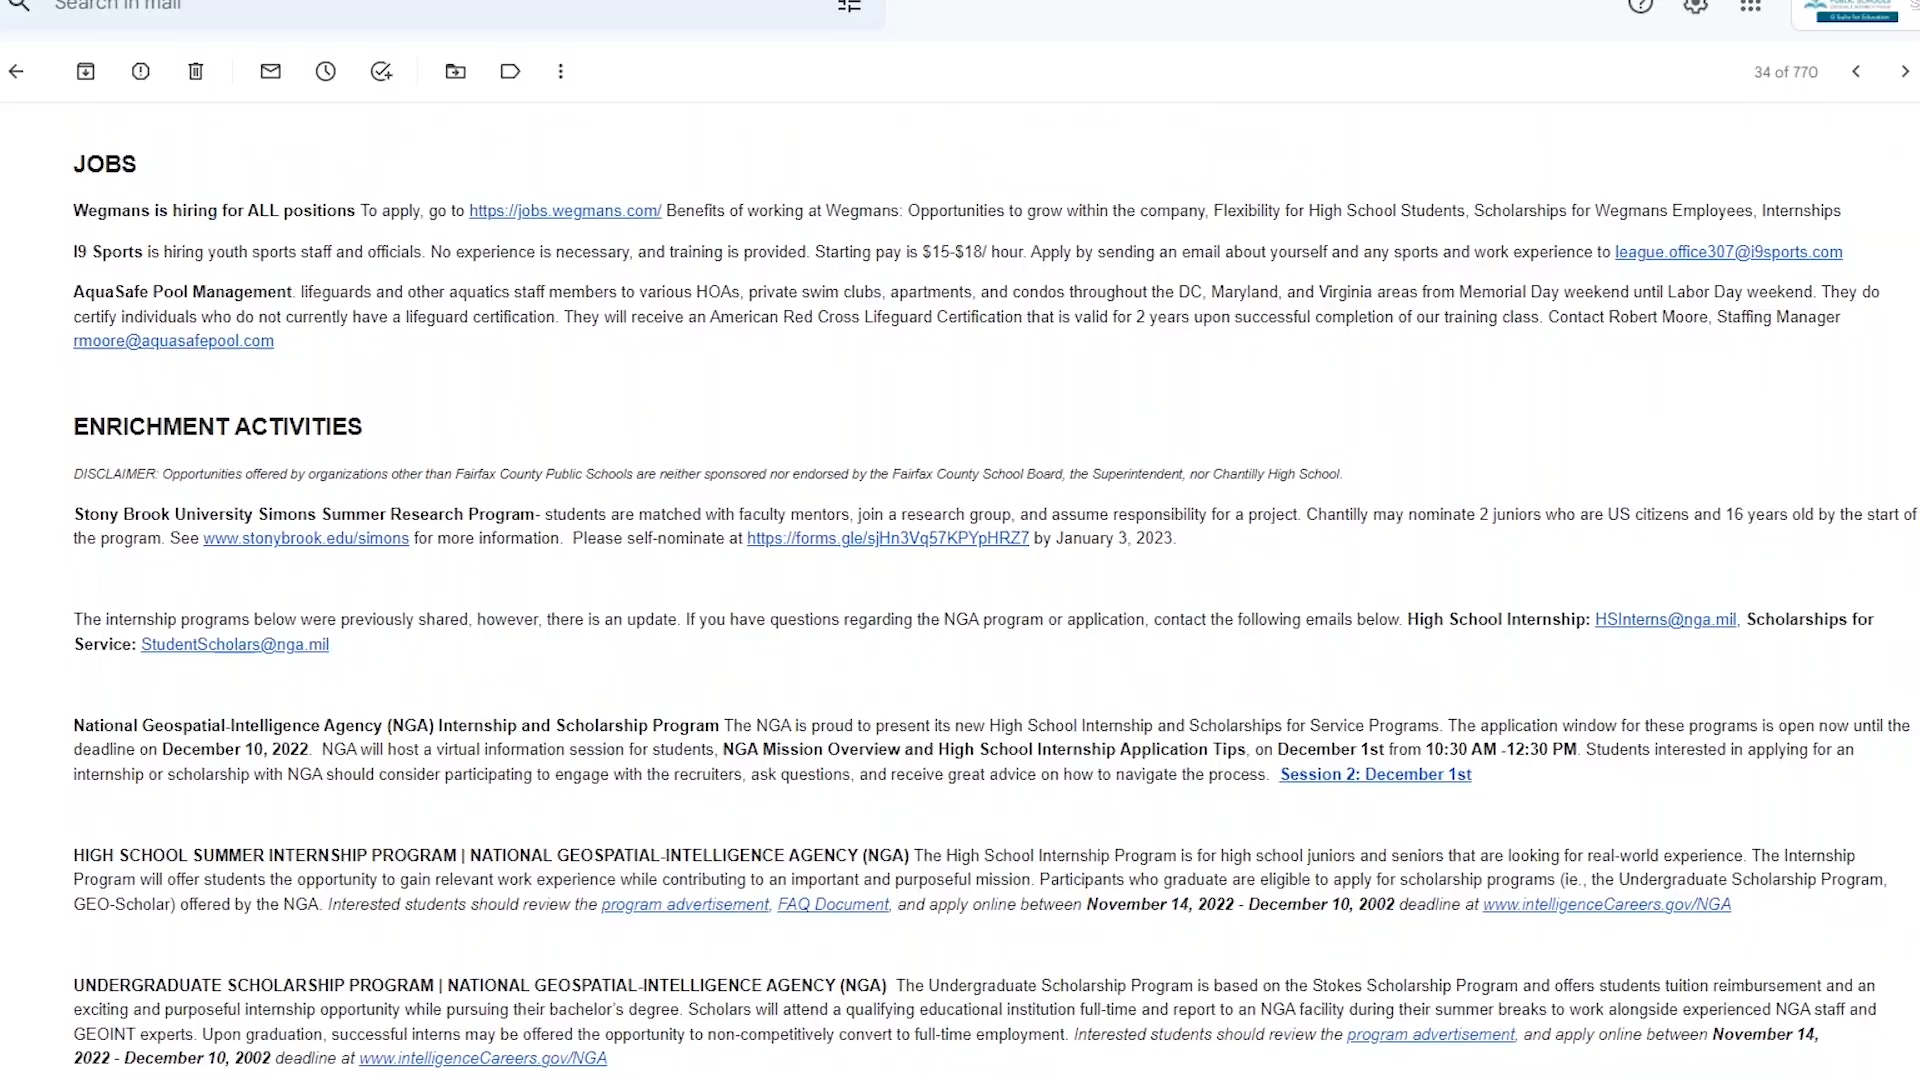 Search in mail
PUBLIC SCHOOLS
G Suite for Education
34 of 770
JOBS
Wegmans is hiring for ALL positions To apply, go to https://jobs.wegmans.com/ Benefits of working at Wegmans: Opportunities to grow within the company, Flexibility for High School Students, Scholarships for Wegmans Employees, Internships
I9 Sports is hiring youth sports staff and officials. No experience is necessary, and training is provided. Starting pay is $15-$18/ hour. Apply by sending an email about yourself and any sports and work experience to league.office307@i9sports.com
AquaSafe Pool Management. lifeguards and other aquatics staff members to various HOAs, private swim clubs, apartments, and condos throughout the DC, Maryland, and Virginia areas from Memorial Day weekend until Labor Day weekend. They do
certify individuals who do not currently have a lifeguard certification. They will receive an American Red Cross Lifeguard Certification that is valid for 2 years upon successful completion of our training class. Contact Robert Moore, Staffing Manager
rmoore@aquasafepool.com
ENRICHMENT ACTIVITIES
DISCLAIMER: Opportunities offered by organizations other than Fairfax County Public Schools are neither sponsored nor endorsed by the Fairfax County School Board, the Superintendent, nor Chantilly High School.
Stony Brook University Simons Summer Research Program- students are matched with faculty mentors, join a research group, and assume responsibility for a project. Chantilly may nominate 2 juniors who are US citizens and 16 years old by the start of
the program. See www.stonybrook.edu/simons for more information. Please self-nominate at https://forms.gle/sjHn3Vq57KPYpHRZ7 by January 3, 2023.
The internship programs below were previously shared, however, there is an update. If you have questions regarding the NGA program or application, contact the following emails below. High School Internship: HSInterns@nga.mil, Scholarships for
Service: StudentScholars@nga.mil
National Geospatial-Intelligence Agency (NGA) Internship and Scholarship Program The NGA is proud to present its new High School Internship and Scholarships for Service Programs. The application window for these programs is open now until the
deadline on December 10, 2022. NGA will host a virtual information session for students, NGA Mission Overview and High School Internship Application Tips, on December 1st from 10:30 AM -12:30 PM. Students interested in applying for an
internship or scholarship with NGA should consider participating to engage with the recruiters, ask questions, and receive great advice on how to navigate the process. Session 2: December 1st
HIGH SCHOOL SUMMER INTERNSHIP PROGRAM | NATIONAL GEOSPATIAL-INTELLIGENCE AGENCY (NGA) The High School Internship Program is for high school juniors and seniors that are looking for real-world experience. The Internship
Program will offer students the opportunity to gain relevant work experience while contributing to an important and purposeful mission. Participants who graduate are eligible to apply for scholarship programs (ie., the Undergraduate Scholarship Program,
GEO-Scholar) offered by the NGA. Interested students should review the program advertisement, FAQ Document, and apply online between November 14, 2022 - December 10, 2002 deadline at www.intelligenceCareers.gov/NGA
UNDERGRADUATE SCHOLARSHIP PROGRAM | NATIONAL GEOSPATIAL-INTELLIGENCE AGENCY (NGA) The Undergraduate Scholarship Program is based on the Stokes Scholarship Program and offers students tuition reimbursement and an
exciting and purposeful internship opportunity while pursuing their bachelor's degree. Scholars will attend a qualifying educational institution full-time and report to an NGA facility during their summer breaks to work alongside experienced NGA staff and
GEOINT experts. Upon graduation, successful interns may be offered the opportunity to non-competitively convert to full-time employment. Interested students should review the program advertisement, and apply online between November 14,
2022 - December 10, 2002 deadline at www.intelligenceCareers.gov/NGA